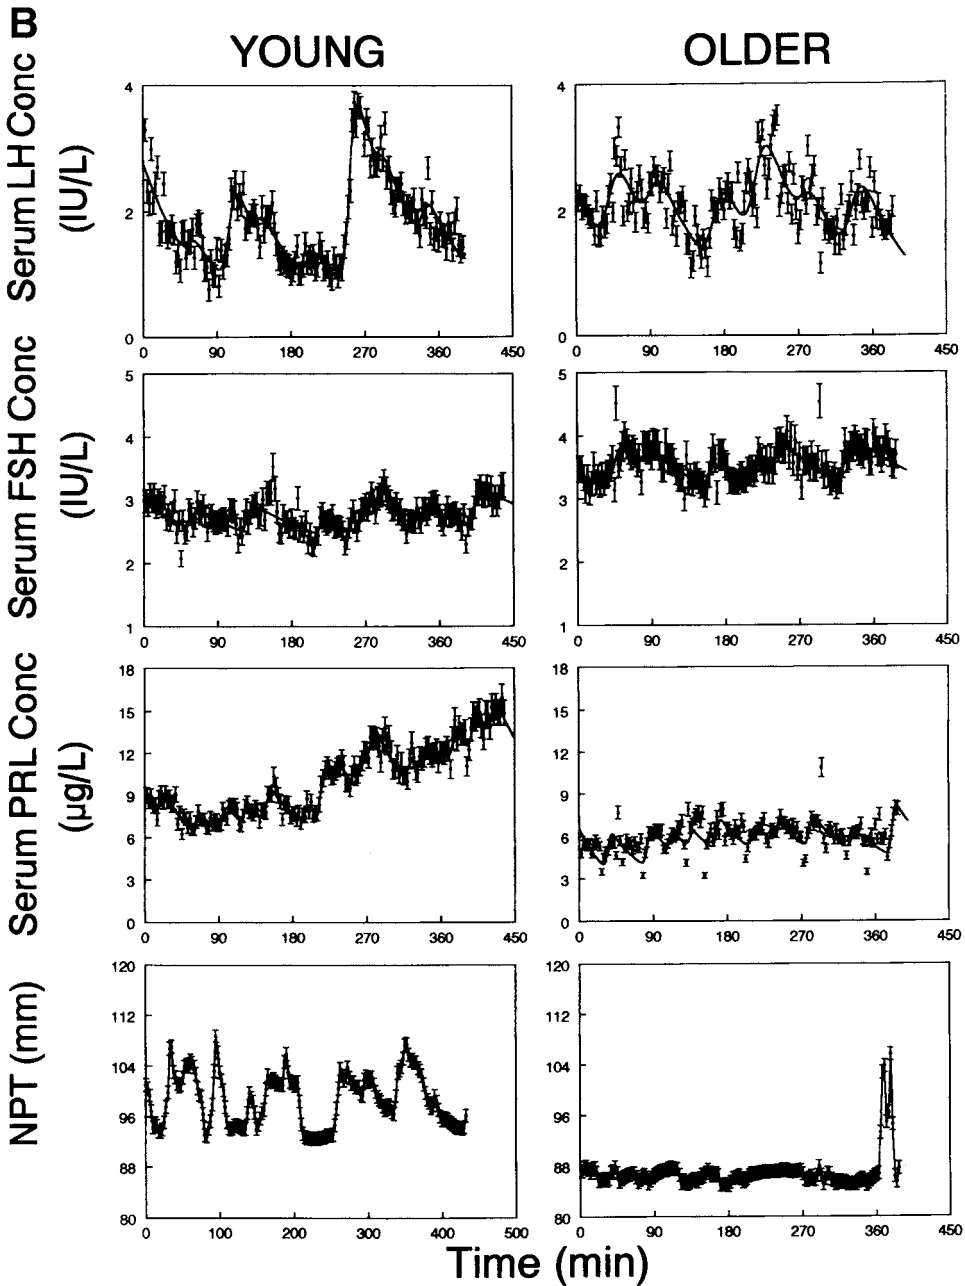 B
YOUNG OLDER
Serum LH Conc
(IU/L)
4
2
0
0 90 180 270 360 450
4
2
0
0 90 180 270 360 450
Serum FSH Conc
(IU/L)
5
4
3
2
1
0 90 180 270 360 450
5
4
3
2
1
0 90 180 270 360 450
Serum PRL Conc
(µg/L)
18
15
12
9
6
3
0
0 90 180 270 360 450
18
15
12
9
6
3
0
0 90 180 270 360 450
NPT (mm)
120
112
104
96
88
80
0 100 200 300 400 500
120
112
104
96
88
80
0 90 180 270 360 450
Time (min)